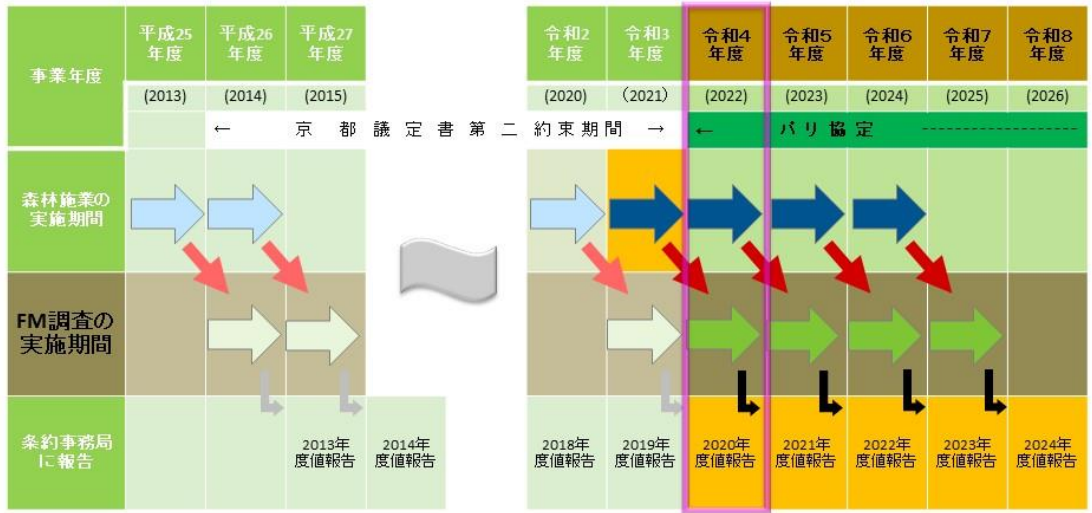 事業年度
平成25
年度
平成26
年度
平成27
年度
令和2
年度
令和3
年度
令和4
年度
令和5
年度
令和6
年度
令和7
年度
令和8
年度
(2013)
(2014)
(2015)
(2020)
(2021)
(2022)
(2023)
(2024)
(2025)
(2026)
← 京都議定書第二約束期間 →
← パリ協定 --------------------
森林施業の
実施期間
FM調査の
実施期間
条約事務局
に報告
2013年
度値報告
2014年
度値報告
2018年
度値報告
2019年
度値報告
2020年
度値報告
2021年
度値報告
2022年
度値報告
2023年
度値報告
2024年
度値報告